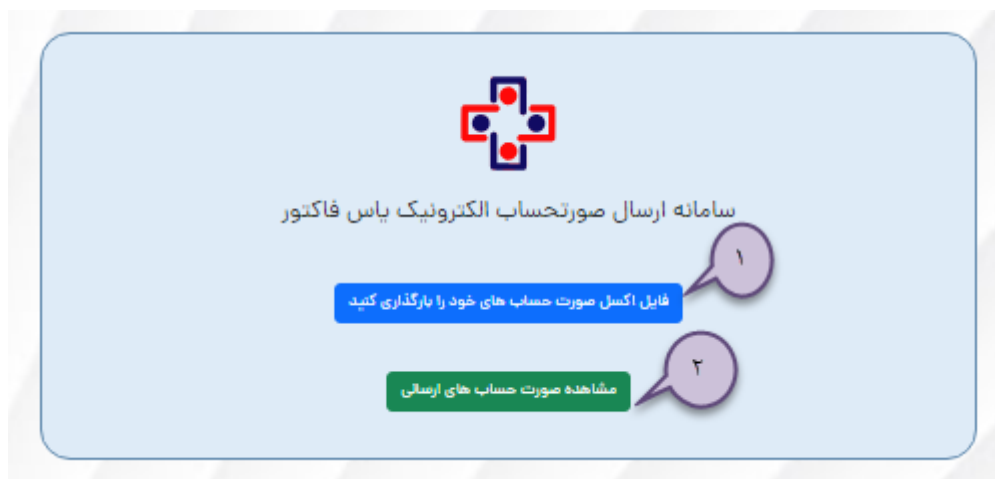 سامانه ارسال صورتحساب الکترونیک یاس فاکتور
۱
فایل اکسل صورت حساب های خود را بارگذاری کنید
۲
مشاهده صورت حساب های ارسالی